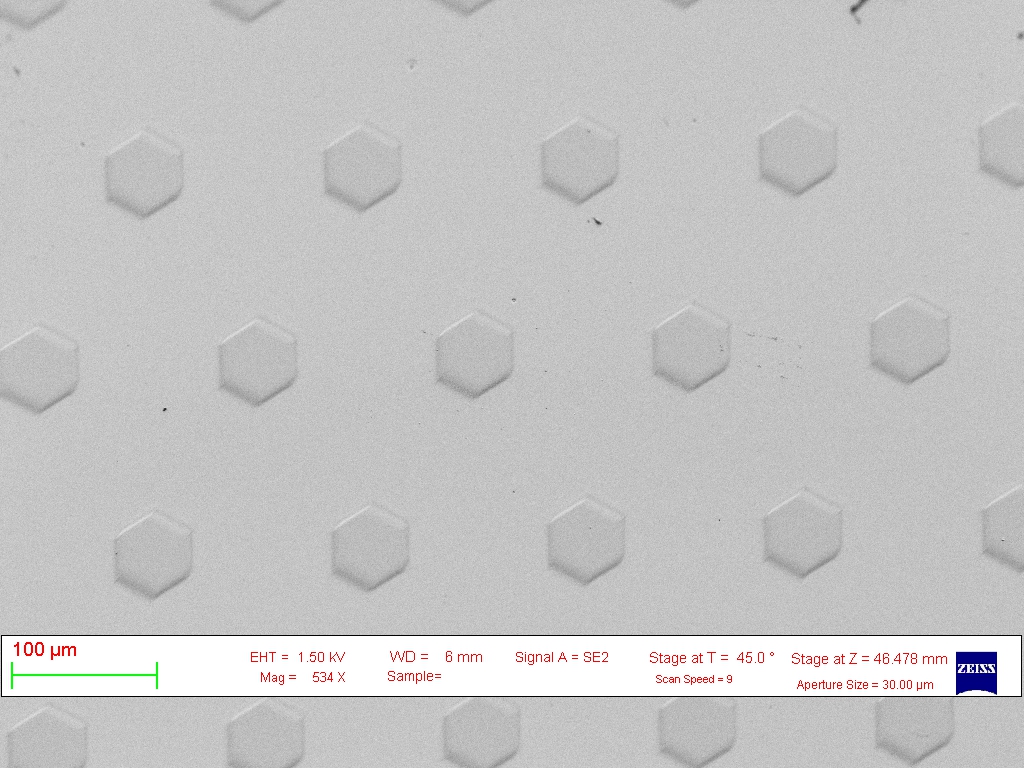 100 µm
EHT = 1.50 kV
WD = 6 mm
Signal A = SE2
Stage at T = 45.0 °
Stage at Z = 46.478 mm
Mag = 534 X
Sample=
Scan Speed = 9
Aperture Size = 30.00 µm
ZEISS